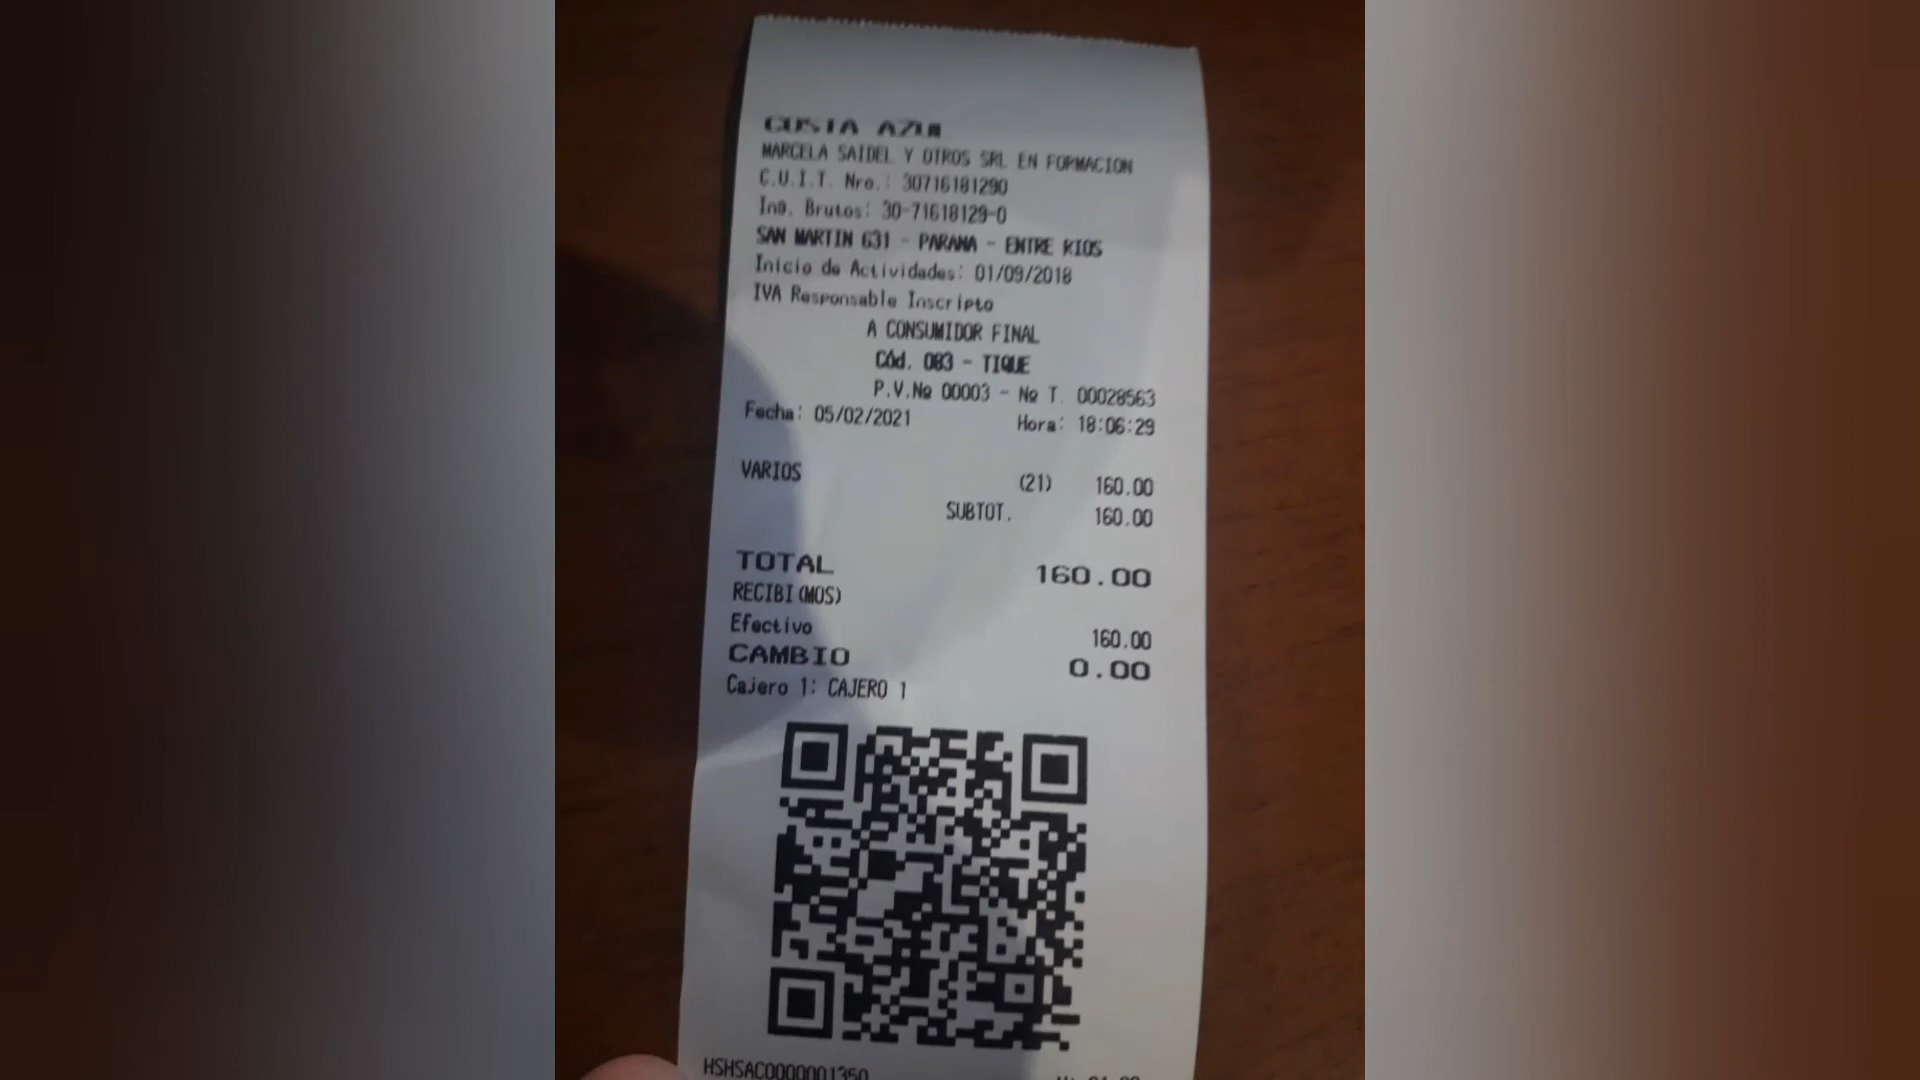 COSTA AZUL
MARCELA SAIDEL Y OTROS SRL EN FORMACION
C.U.I.T. Nro.: 30716181290
Ing. Brutos: 30-71618129-0
SAN MARTIN 631 - PARANA - ENTRE RIOS
Inicio de Actividades: 01/09/2018
IVA Responsable Inscripto
A CONSUMIDOR FINAL
Cód. 083 - TIQUE
P.V.Nº 00003 - Nº T. 00028563
Fecha: 05/02/2021 Hora: 18:06:29
VARIOS (21) 160.00
SUBTOT. 160.00
TOTAL 160.00
RECIBI(MOS)
Efectivo 160.00
CAMBIO 0.00
Cajero 1: CAJERO 1
HSHSAC0000001350